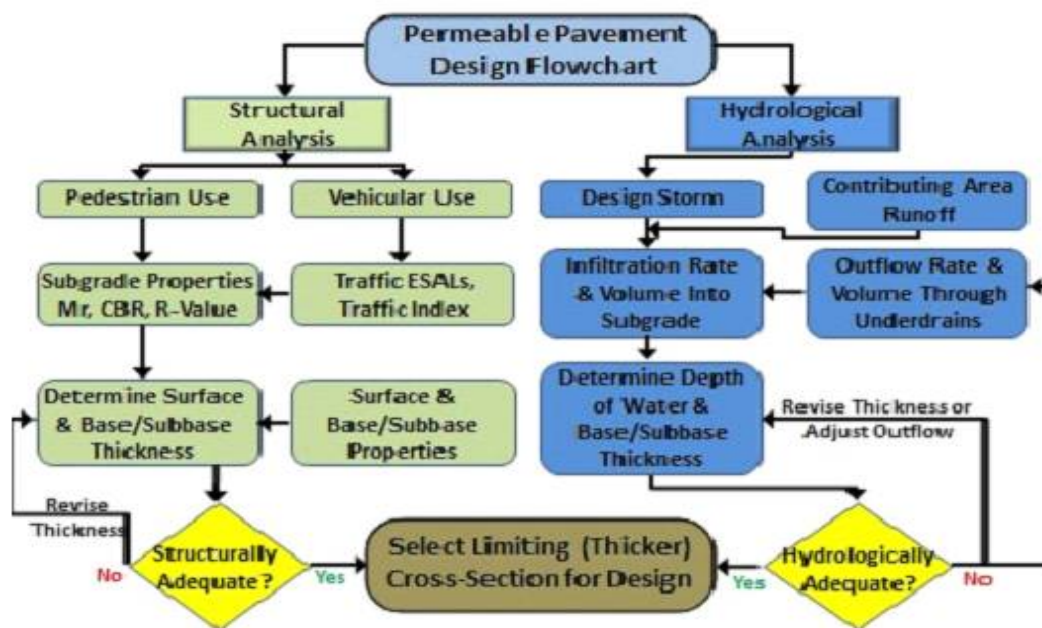 Permeable Pavement
Design Flowchart
Structural
Analysis
Hydrological
Analysis
Pedestrian Use
Vehicular Use
Design Storm
Contributing Area
Runoff
Subgrade Properties
Mr, CBR, R-Value
Traffic ESALs,
Traffic Index
Infiltration Rate
& Volume Into
Subgrade
Outflow Rate &
Volume Through
Underdrains
Determine Surface
& Base/Subbase
Thickness
Surface &
Base/Subbase
Properties
Determine Depth
of Water &
Base/Subbase
Thickness
Revise Thickness or
Adjust Outflow
Revise
Thickness
Structurally
Adequate?
No
Yes
Select Limiting (Thicker)
Cross-Section for Design
Yes
Hydrologically
Adequate?
No